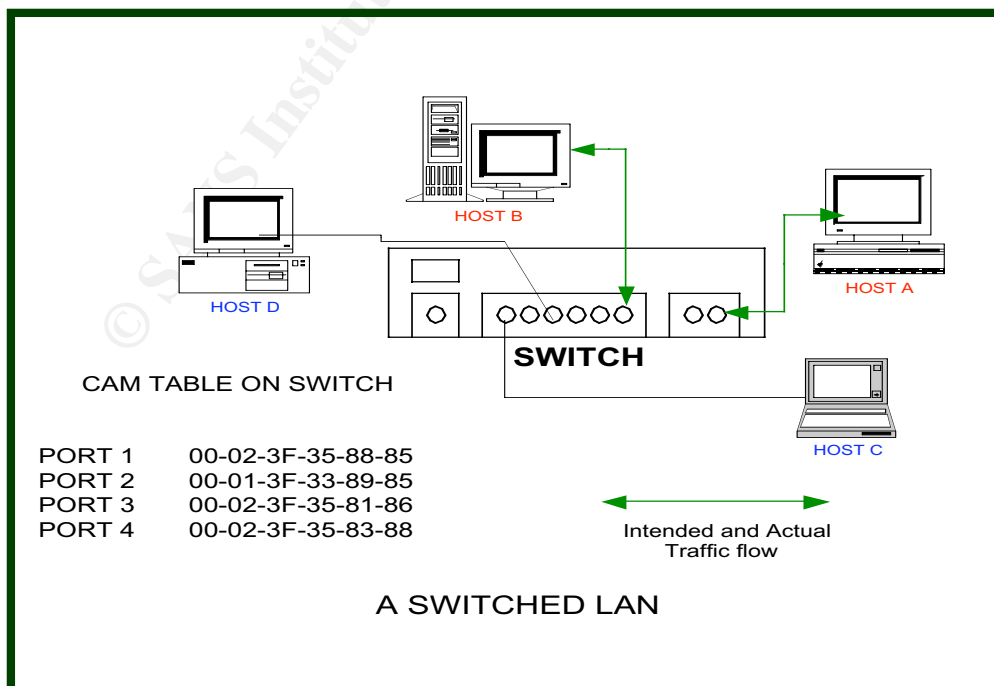 © SANS Institu
HOST B
HOST A
HOST D
SWITCH
CAM TABLE ON SWITCH
HOST C
PORT 1 00-02-3F-35-88-85
PORT 2 00-01-3F-33-89-85
PORT 3 00-02-3F-35-81-86
PORT 4 00-02-3F-35-83-88
Intended and Actual
Traffic flow
A SWITCHED LAN